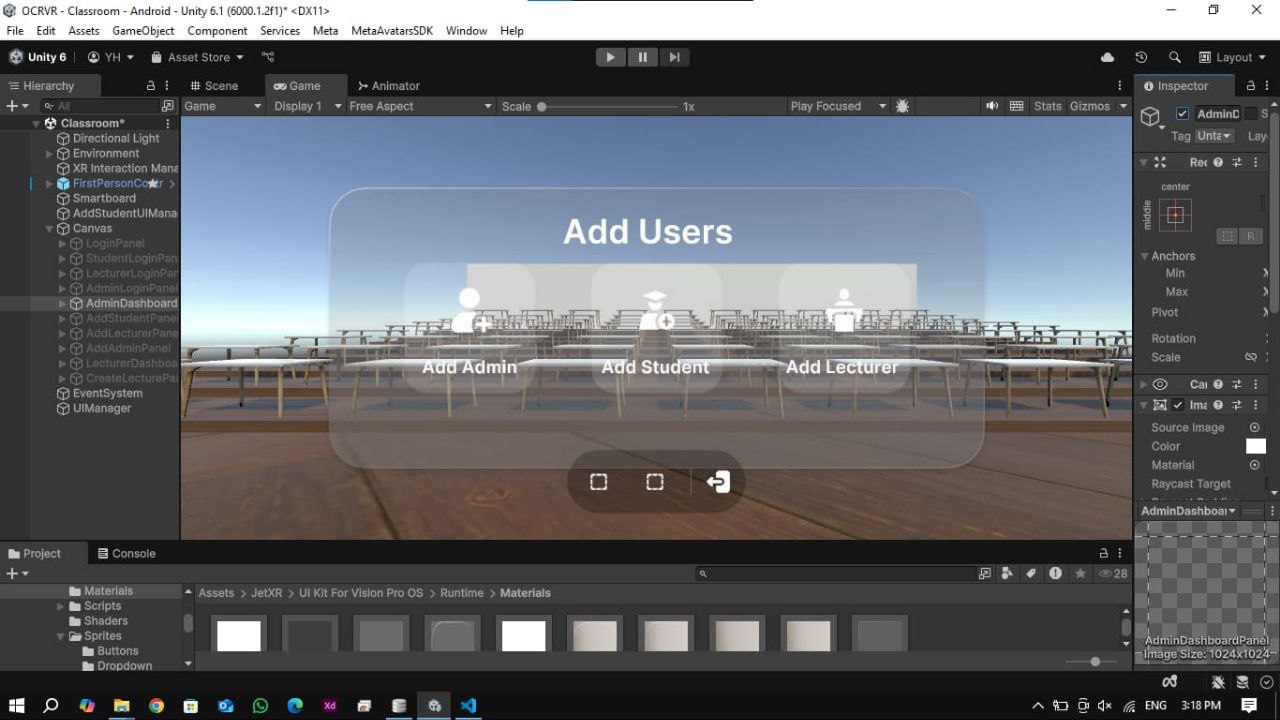 OCRVR - Classroom - Android - Unity 6.1 (6000.1.2f1)* <DX11>
File Edit Assets GameObject Component Services Meta MetaAvatarsSDK Window Help
Unity 6 YH Asset Store Layout
Hierarchy Scene Game Animator Inspector
All Game Display 1 Free Aspect Scale 1x Play Focused Stats Gizmos
AdminD S
Classroom*
Tag Unta Lay
Directional Light
Environment
XR Interaction Mana
Rec
FirstPersonCo
center
middle
Smartboard
AddStudentUIMana
Canvas
R
LoginPanel
StudentLoginPan
LecturerLoginPan
AdminLoginPanel
AdminDashboard
AddStudentPane
AddLecturerPane
AddAdminPanel
LecturerDashboa
CreateLecturePa
EventSystem
UIManager
Add Users
Add Admin Add Student Add Lecturer
Anchors
Min
Max
Pivot
Rotation
Scale
Ca
Ima
Source Image
Color
Material
Raycast Target
AdminDashboar
Project Console
28
Materials
Scripts
Shaders
Sprites
Buttons
Dropdown
Assets > JetXR > UI Kit For Vision Pro OS > Runtime > Materials
AdminDashboardPanel
Image Size: 1024x1024
Xd ENG 3:18 PM